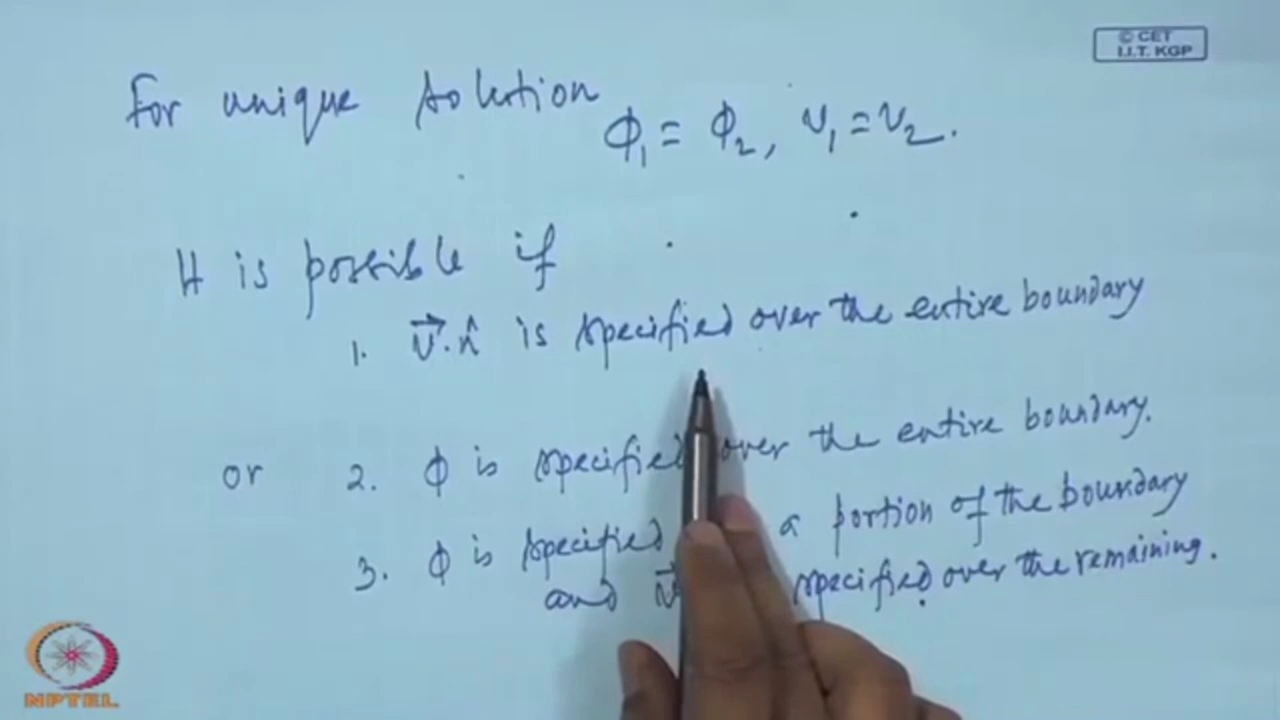 © CET
I.I.T. KGP
For unique solution
ϕ₁ = ϕ₂, v₁ = v₂.
It is possible if
1. v⃗.n̂ is specified over the entire boundary
or 2. ϕ is specified over the entire boundary.
3. ϕ is specified a portion of the boundary
and specified over the remaining.
NPTEL